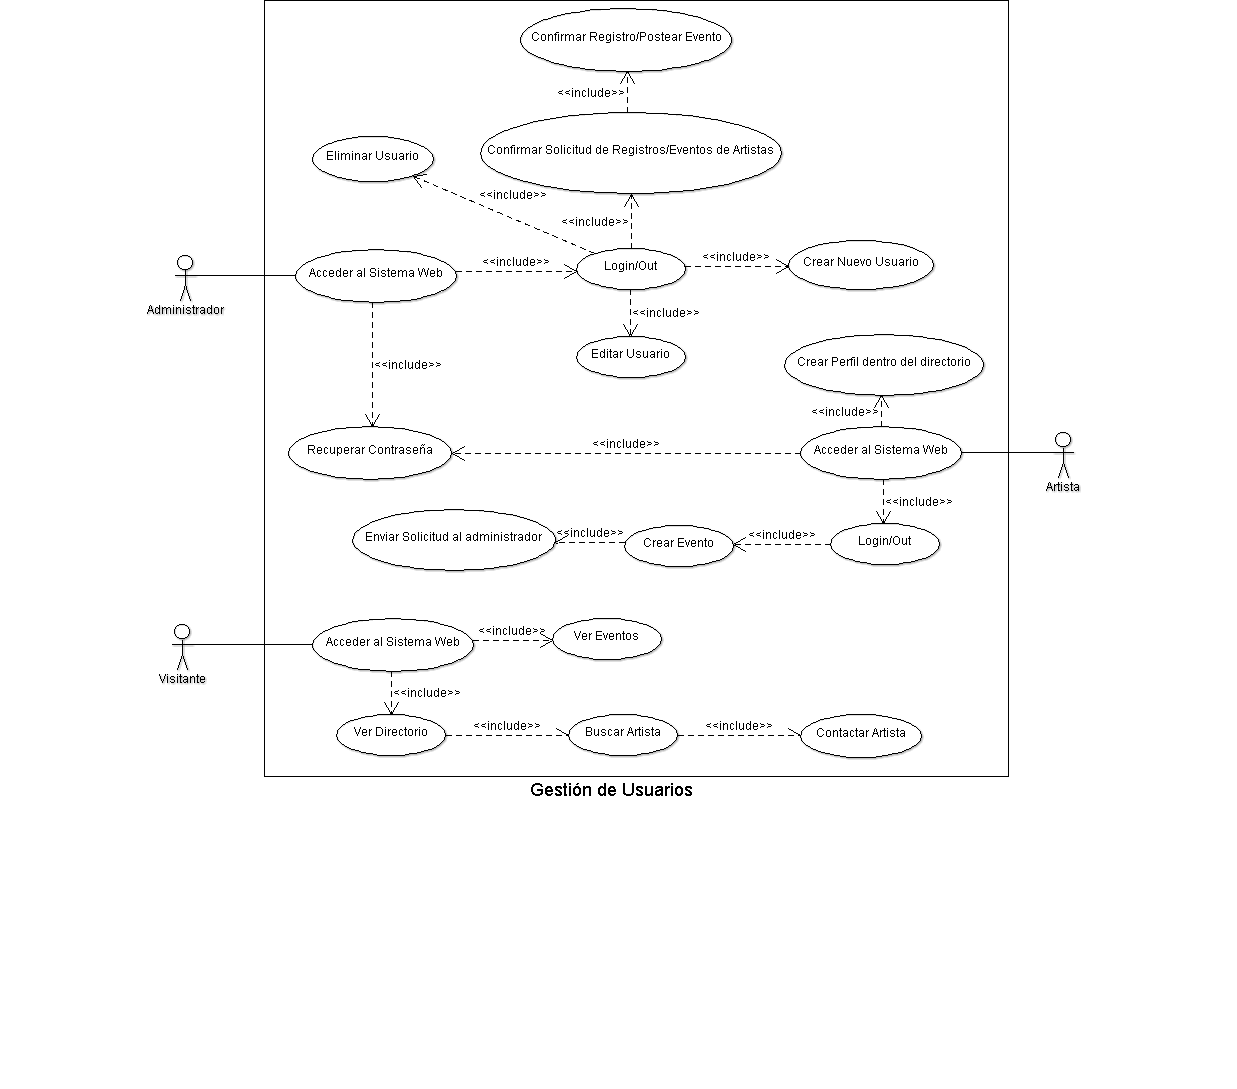 Confirmar Registro/Postear Evento
<<include>>
Confirmar Solicitud de Registros/Eventos de Artistas
Eliminar Usuario
<<include>>
<<include>>
Administrador
Acceder al Sistema Web
<<include>>
Login/Out
<<include>>
Crear Nuevo Usuario
<<include>>
Editar Usuario
<<include>>
Crear Perfil dentro del directorio
<<include>>
Recuperar Contraseña
<<include>>
Acceder al Sistema Web
Artista
<<include>>
Enviar Solicitud al administrador
<<include>>
Crear Evento
<<include>>
Login/Out
Visitante
Acceder al Sistema Web
<<include>>
Ver Eventos
<<include>>
Ver Directorio
<<include>>
Buscar Artista
<<include>>
Contactar Artista
Gestión de Usuarios